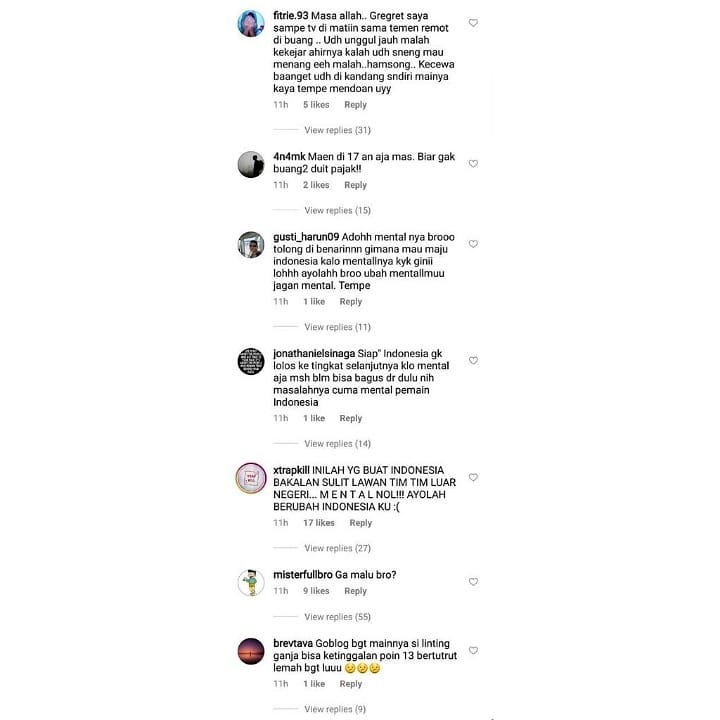 fitrie.93 Masa allah.. Gregret saya
sampe tv di matiin sama temen remot
di buang .. Udh unggul jauh malah
kekejar ahirnya kalah udh sneng mau
menang eeh malah..hamsong.. Kecewa
baanget udh di kandang sndiri mainya
kaya tempe mendoan uyy
11h 5 likes Reply
View replies (31)
4n4mk Maen di 17 an aja mas. Biar gak
buang2 duit pajak!!
11h 2 likes Reply
View replies (15)
gusti_harun09 Adohh mental nya brooo
tolong di benarinnn gimana mau maju
indonesia kalo mentallnya kyk ginii
lohhh ayolahh broo ubah mentallmuu
jagan mental. Tempe
11h 1 like Reply
View replies (11)
jonathanielsinaga Siap" Indonesia gk
lolos ke tingkat selanjutnya klo mental
aja msh blm bisa bagus dr dulu nih
masalahnya cuma mental pemain
Indonesia
11h 1 like Reply
View replies (14)
xtrapkill INILAH YG BUAT INDONESIA
BAKALAN SULIT LAWAN TIM TIM LUAR
NEGERI... M E N T A L NOL!!! AYOLAH
BERUBAH INDONESIA KU :(
11h 17 likes Reply
View replies (27)
misterfullbro Ga malu bro?
11h 9 likes Reply
View replies (55)
brevtava Goblog bgt mainnya si linting
ganja bisa ketinggalan poin 13 bertutrut
lemah bgt luuu 😢😢😢
11h 1 like Reply
View replies (9)